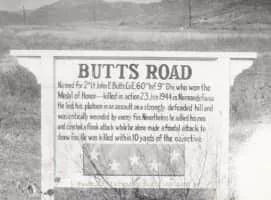 BUTTS ROAD
Named for 2nd Lt John E. Butts Co E, 60th Inf. 9th Div. who won the
Medal of Honor - killed in action 23 Jun 1944 in Normandy France
He led his platoon in an assault on a strongly defended hill and
was critically wounded by enemy fire. Nevertheless he rallied his men
and directed a flank attack while he alone made a frontal attack to
draw fire. He was killed within 10 yards of the objective